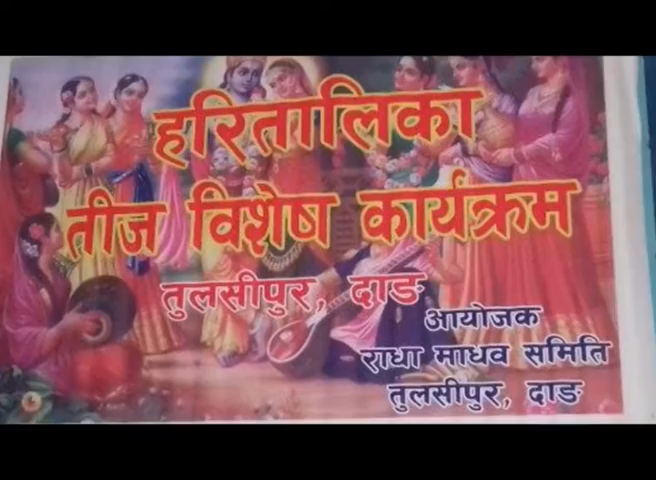 हरितालिका
तीज विशेष कार्यक्रम
तुलसीपुर, दाङ
आयोजक
राधा माधव समिति
तुलसीपुर, दाङ